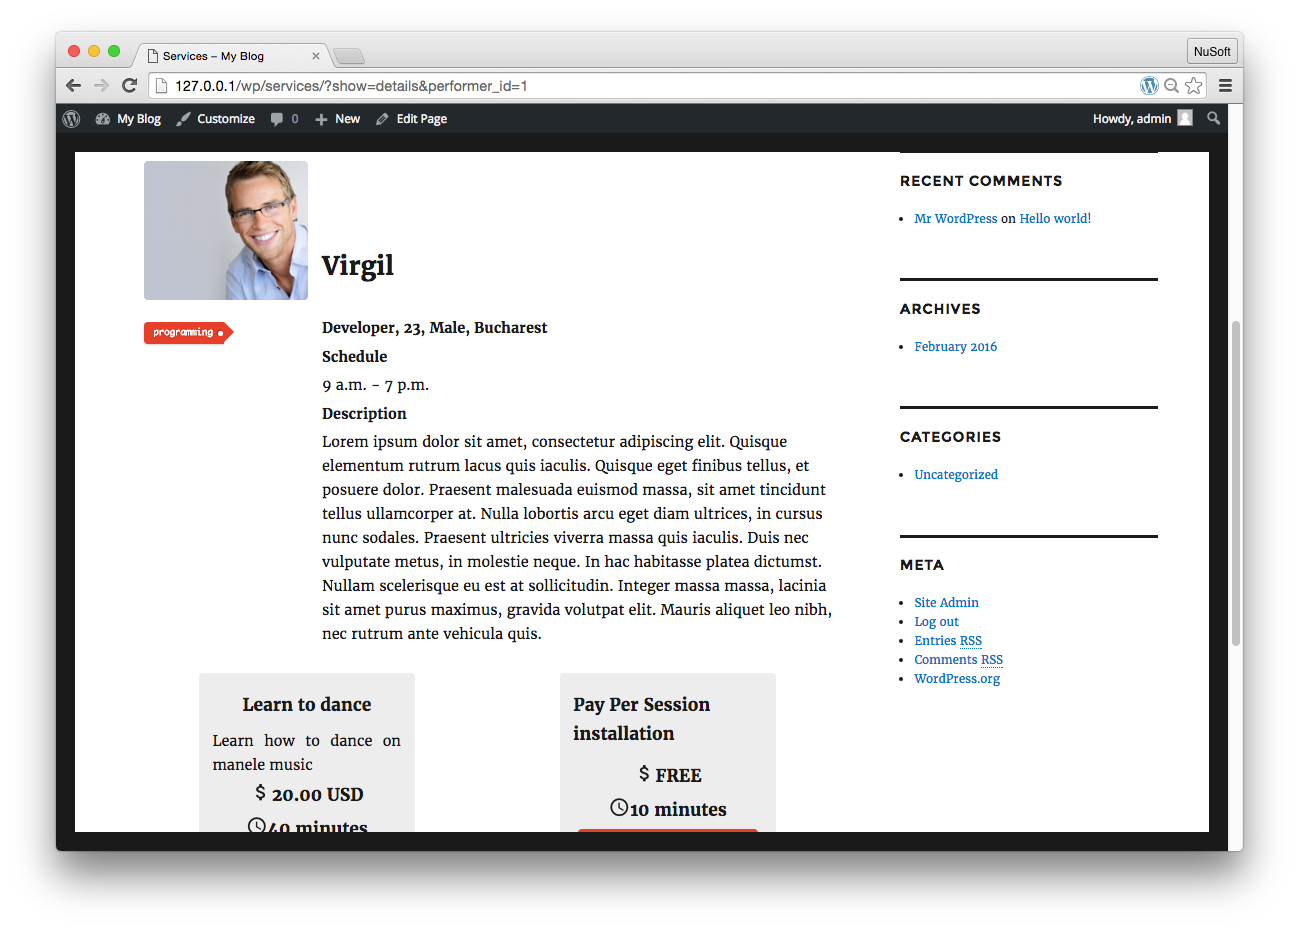 Services – My Blog
NuSoft
127.0.0.1/wp/services/?show=details&performer_id=1
My Blog Customize 0 New Edit Page Howdy, admin
Virgil
programming
Developer, 23, Male, Bucharest
Schedule
9 a.m. - 7 p.m.
Description
Lorem ipsum dolor sit amet, consectetur adipiscing elit. Quisque
elementum rutrum lacus quis iaculis. Quisque eget finibus tellus, et
posuere dolor. Praesent malesuada euismod massa, sit amet tincidunt
tellus ullamcorper at. Nulla lobortis arcu eget diam ultrices, in cursus
nunc sodales. Praesent ultricies viverra massa quis iaculis. Duis nec
vulputate metus, in molestie neque. In hac habitasse platea dictumst.
Nullam scelerisque eu est at sollicitudin. Integer massa massa, lacinia
sit amet purus maximus, gravida volutpat elit. Mauris aliquet leo nibh,
nec rutrum ante vehicula quis.
Learn to dance
Learn how to dance on
manele music
$ 20.00 USD
40 minutes
Pay Per Session
installation
$ FREE
10 minutes
RECENT COMMENTS
• Mr WordPress on Hello world!
ARCHIVES
• February 2016
CATEGORIES
• Uncategorized
META
• Site Admin
• Log out
• Entries RSS
• Comments RSS
• WordPress.org